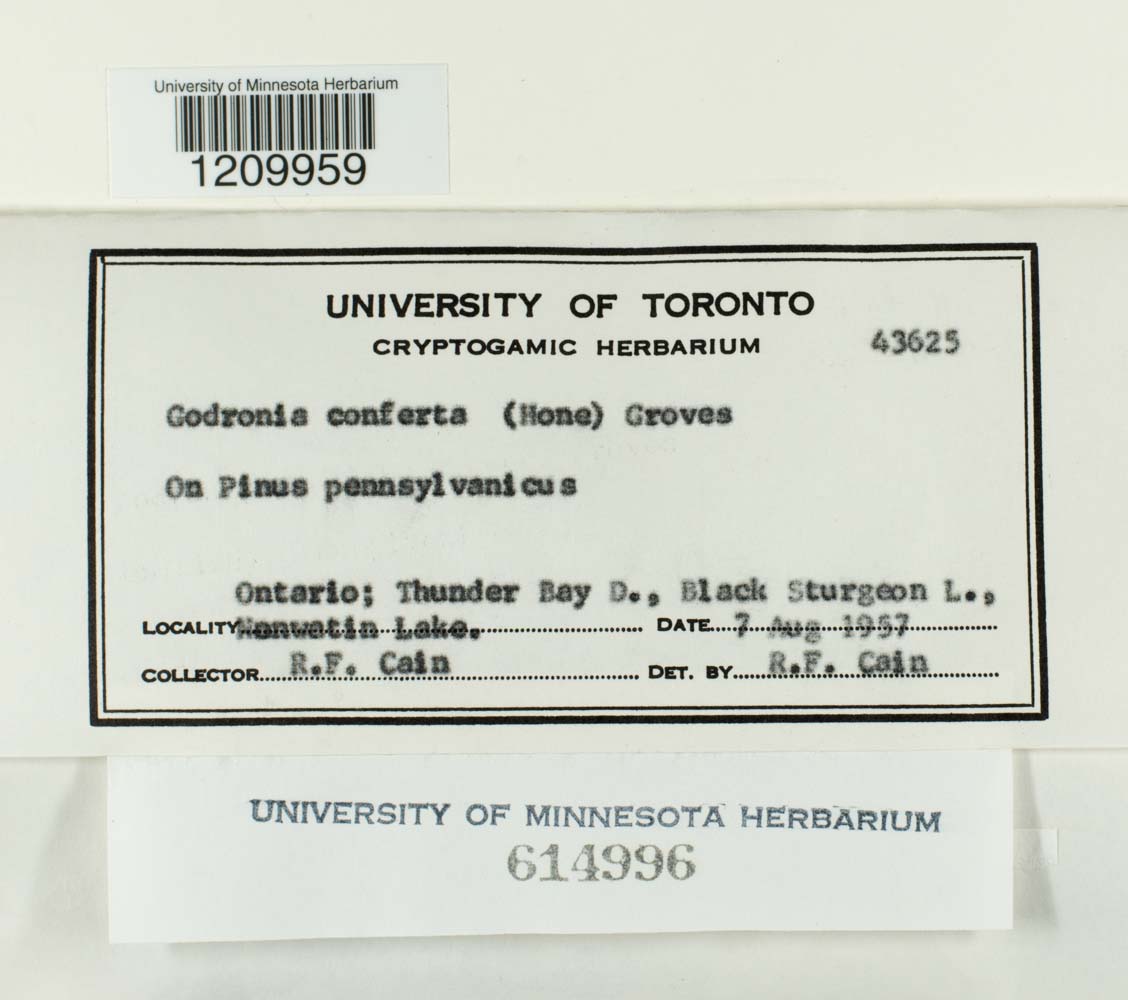 University of Minnesota Herbarium
1209959
UNIVERSITY OF TORONTO
CRYPTOGAMIC HERBARIUM
43625
Godronia conferta (Hone) Groves
On Pinus pennsylvanicus
Ontario; Thunder Bay D., Black Sturgeon L.,
LOCALITY Nonwatin Lake. DATE 7 Aug 1957
COLLECTOR R.F. Cain DET. BY R.F. Cain
UNIVERSITY OF MINNESOTA HERBARIUM
614996